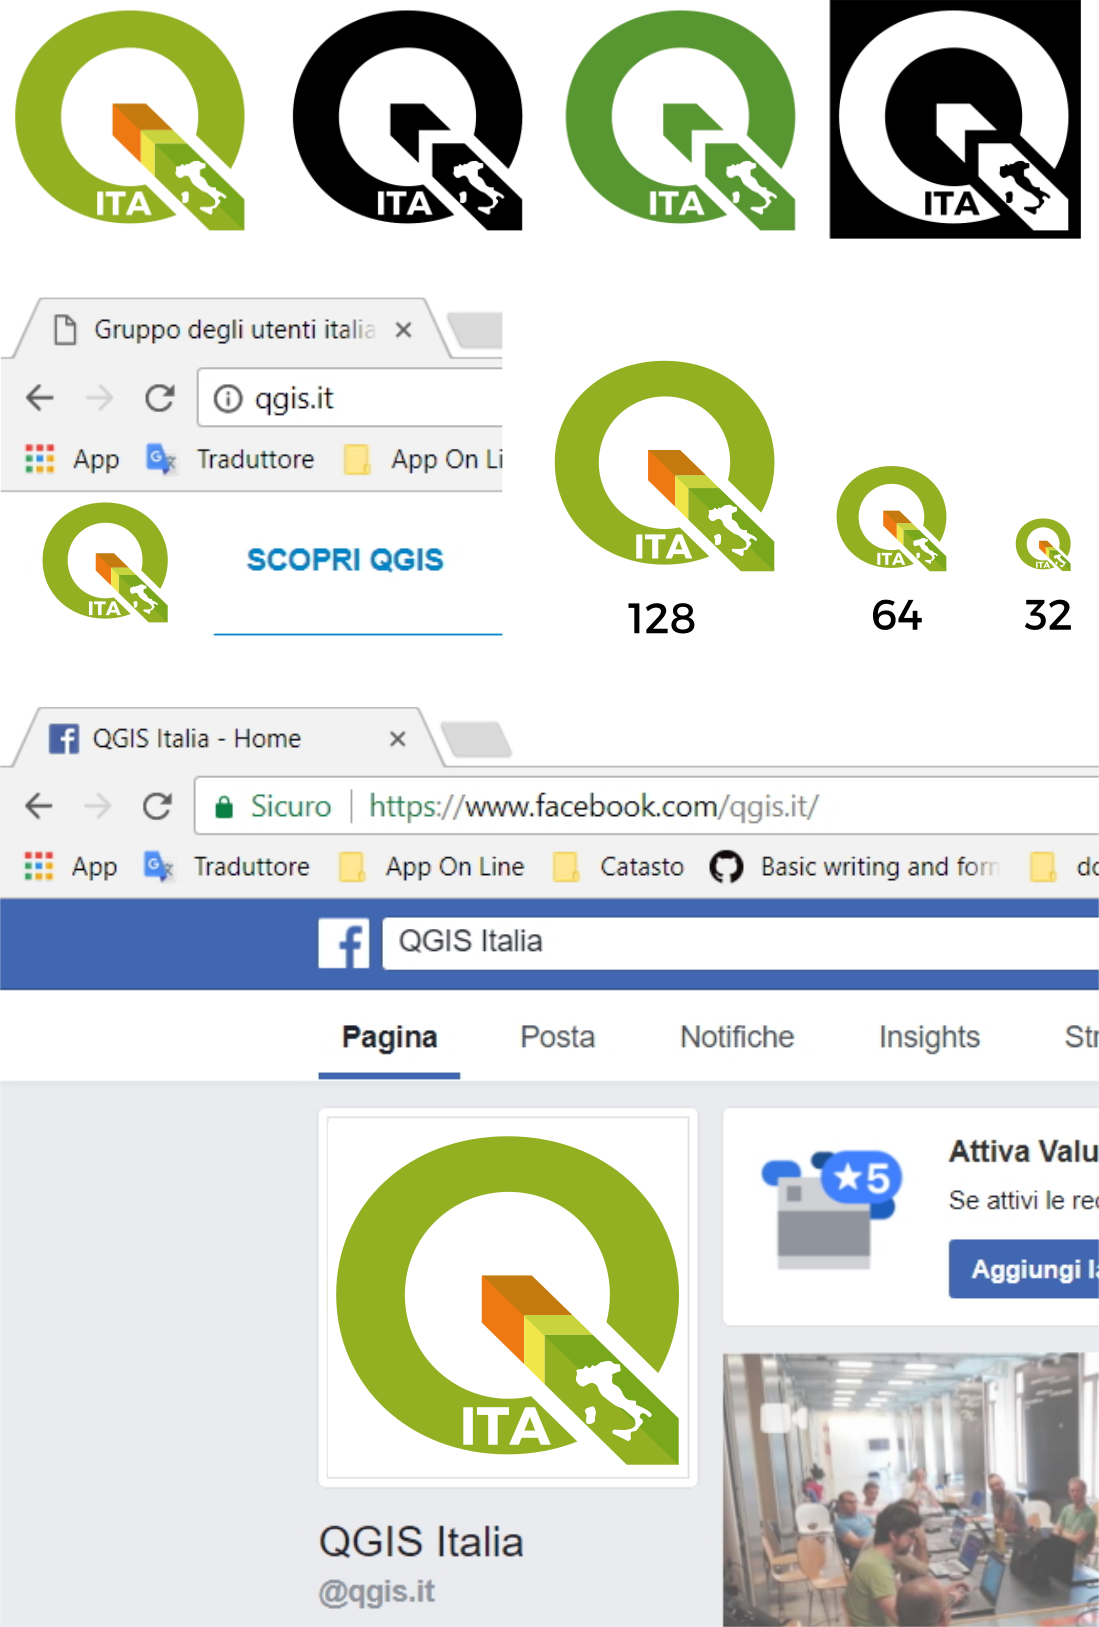 ITA
ITA
ITA
ITA
Gruppo degli utenti italia
qgis.it
App Traduttore App On Li
ITA
SCOPRI QGIS
ITA
ITA
ITA
128
64
32
QGIS Italia - Home
Sicuro https://www.facebook.com/qgis.it/
App Traduttore App On Line Catasto Basic writing and form do
QGIS Italia
Pagina Posta Notifiche Insights Str
ITA
5
Attiva Valu
Se attivi le rec
Aggiungi la
QGIS Italia
@qgis.it